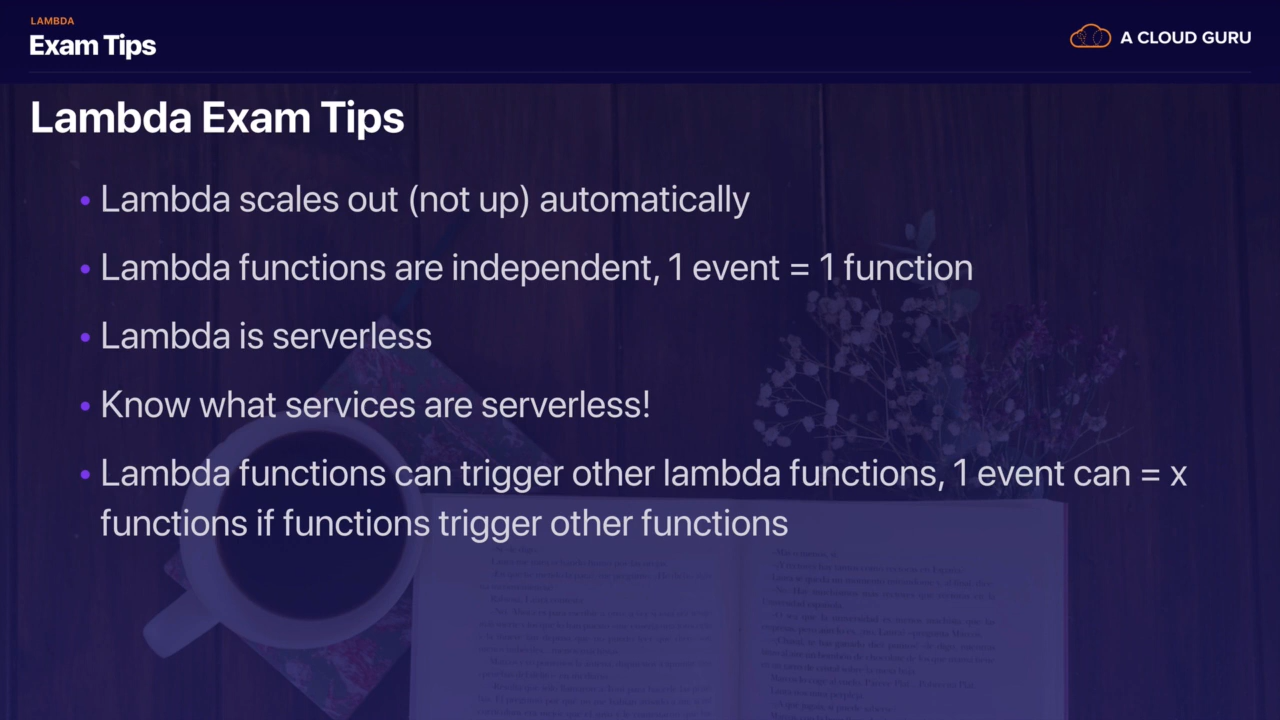 LAMBDA
Exam Tips
A CLOUD GURU
Lambda Exam Tips
• Lambda scales out (not up) automatically
• Lambda functions are independent, 1 event = 1 function
• Lambda is serverless
• Know what services are serverless!
• Lambda functions can trigger other lambda functions, 1 event can = x
functions if functions trigger other functions